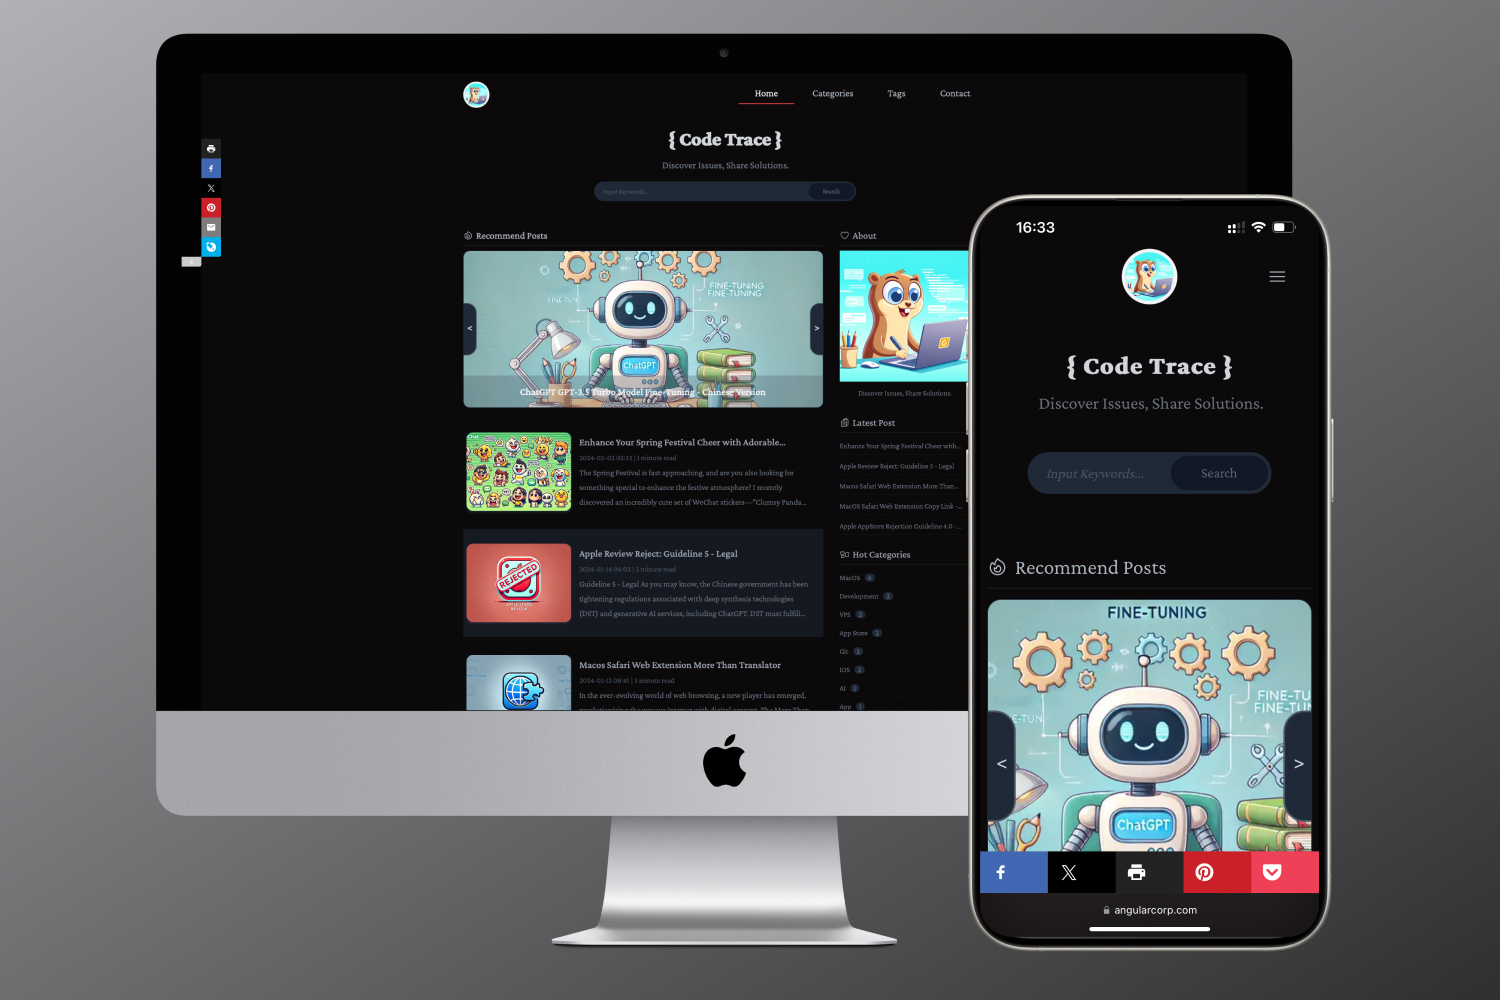 Home
Categories
Tags
Contact
{ Code Trace }
Discover Issues, Share Solutions.
Input Keywords...
Search
Recommend Posts
FINE-TUN
FINE-TUNING
FINE-TUNING
<
>
ChatGPT
ChatGPT GPT-3.5 Turbo Model Fine-Tuning - Chinese Version
Enhance Your Spring Festival Cheer with Adorable...
2024-02-02 02:33 | 1 minute read
The Spring Festival is fast approaching, and are you also looking for
something special to enhance the festive atmosphere? I recently
discovered an incredibly cute set of WeChat stickers—"Clumsy Panda...
REJECTED
APPLE STORE
REVIEW
Apple Review Reject: Guideline 5 - Legal
2024-01-14 04:02 | 2 minute read
Guideline 5 - Legal As you may know, the Chinese government has been
tightening regulations associated with deep synthesis technologies
(DST) and generative AI services, including ChatGPT. DST must fulfill...
Macos Safari Web Extension More Than Translator
2024-01-12 08:41 | 3 minute read
In the ever-evolving world of web browsing, a new player has emerged,
About
Discover Issues, Share Solutions.
Latest Post
Enhance Your Spring Festival Cheer with...
Apple Review Reject: Guideline 5 - Legal
Macos Safari Web Extension More Than...
MacOS Safari Web Extension Copy Link -...
Apple AppStore Rejection Guideline 4.0 -...
Hot Categories
MacOS
Development
VPS
App Store
Git
IOS
AI
App
16:33
{ Code Trace }
Discover Issues, Share Solutions.
Input Keywords...
Search
Recommend Posts
FINE-TUNING
E-TUN
FINE-TU
FINE-TUN
<
>
ChatGPT
angularcorp.com